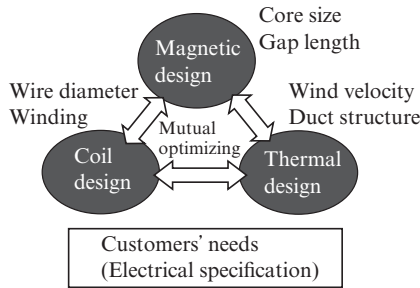 Core size
Gap length
Magnetic
design
Wire diameter
Winding
Wind velocity
Duct structure
Mutual
optimizing
Coil
design
Thermal
design
Customers’ needs
(Electrical specification)